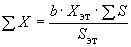 ∑ X = b · Xэт · ∑ S / Sэт